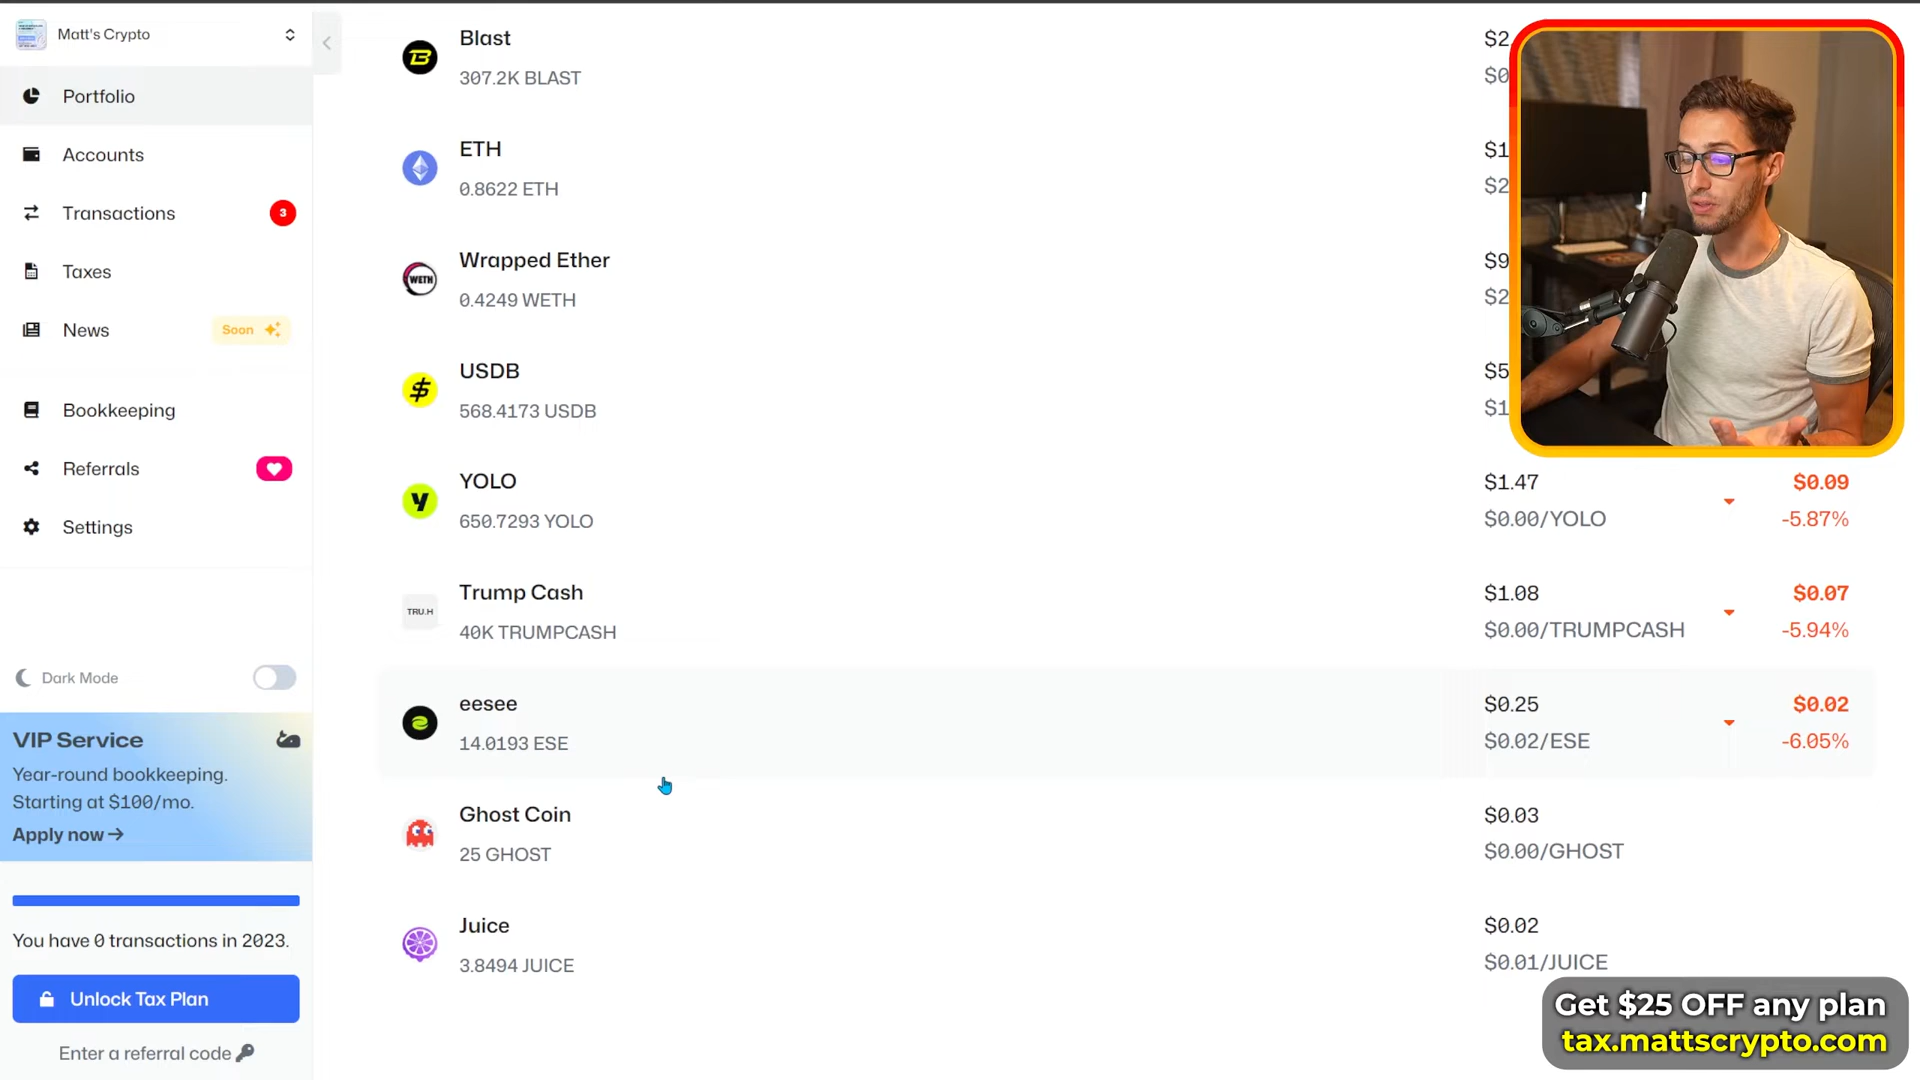 Matt's Crypto
Portfolio
Accounts
Transactions
3
Taxes
News
Soon
Bookkeeping
Referrals
Settings
Dark Mode
VIP Service
Year-round bookkeeping.
Starting at $100/mo.
Apply now →
You have 0 transactions in 2023.
Unlock Tax Plan
Enter a referral code
Blast
307.2K BLAST
ETH
0.8622 ETH
Wrapped Ether
WETH
0.4249 WETH
USDB
568.4173 USDB
YOLO
650.7293 YOLO
$1.47
$0.09
$0.00/YOLO
-5.87%
Trump Cash
TRU.H
40K TRUMPCASH
$1.08
$0.07
$0.00/TRUMPCASH
-5.94%
eesee
14.0193 ESE
$0.25
$0.02
$0.02/ESE
-6.05%
Ghost Coin
25 GHOST
$0.03
$0.00/GHOST
Juice
3.8494 JUICE
$0.02
$0.01/JUICE
Get $25 OFF any plan
tax.mattscrypto.com